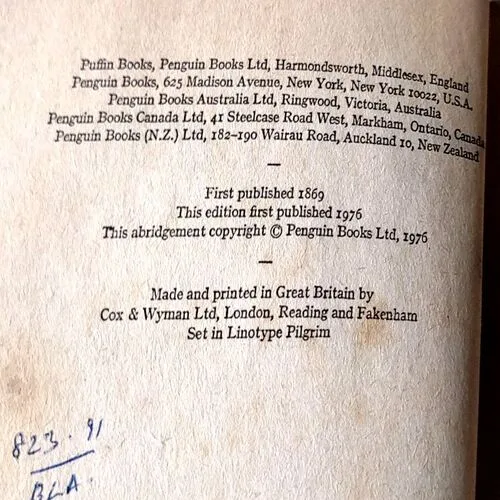 Puffin Books, Penguin Books Ltd, Harmondsworth, Middlesex, England
Penguin Books, 625 Madison Avenue, New York, New York 10022, U.S.A.
Penguin Books Australia Ltd, Ringwood, Victoria, Australia
Penguin Books Canada Ltd, 41 Steelcase Road West, Markham, Ontario, Canada
Penguin Books (N.Z.) Ltd, 182–190 Wairau Road, Auckland 10, New Zealand
—
First published 1869
This edition first published 1976
This abridgement copyright © Penguin Books Ltd, 1976
—
Made and printed in Great Britain by
Cox & Wyman Ltd, London, Reading and Fakenham
Set in Linotype Pilgrim
823.91
BLA.